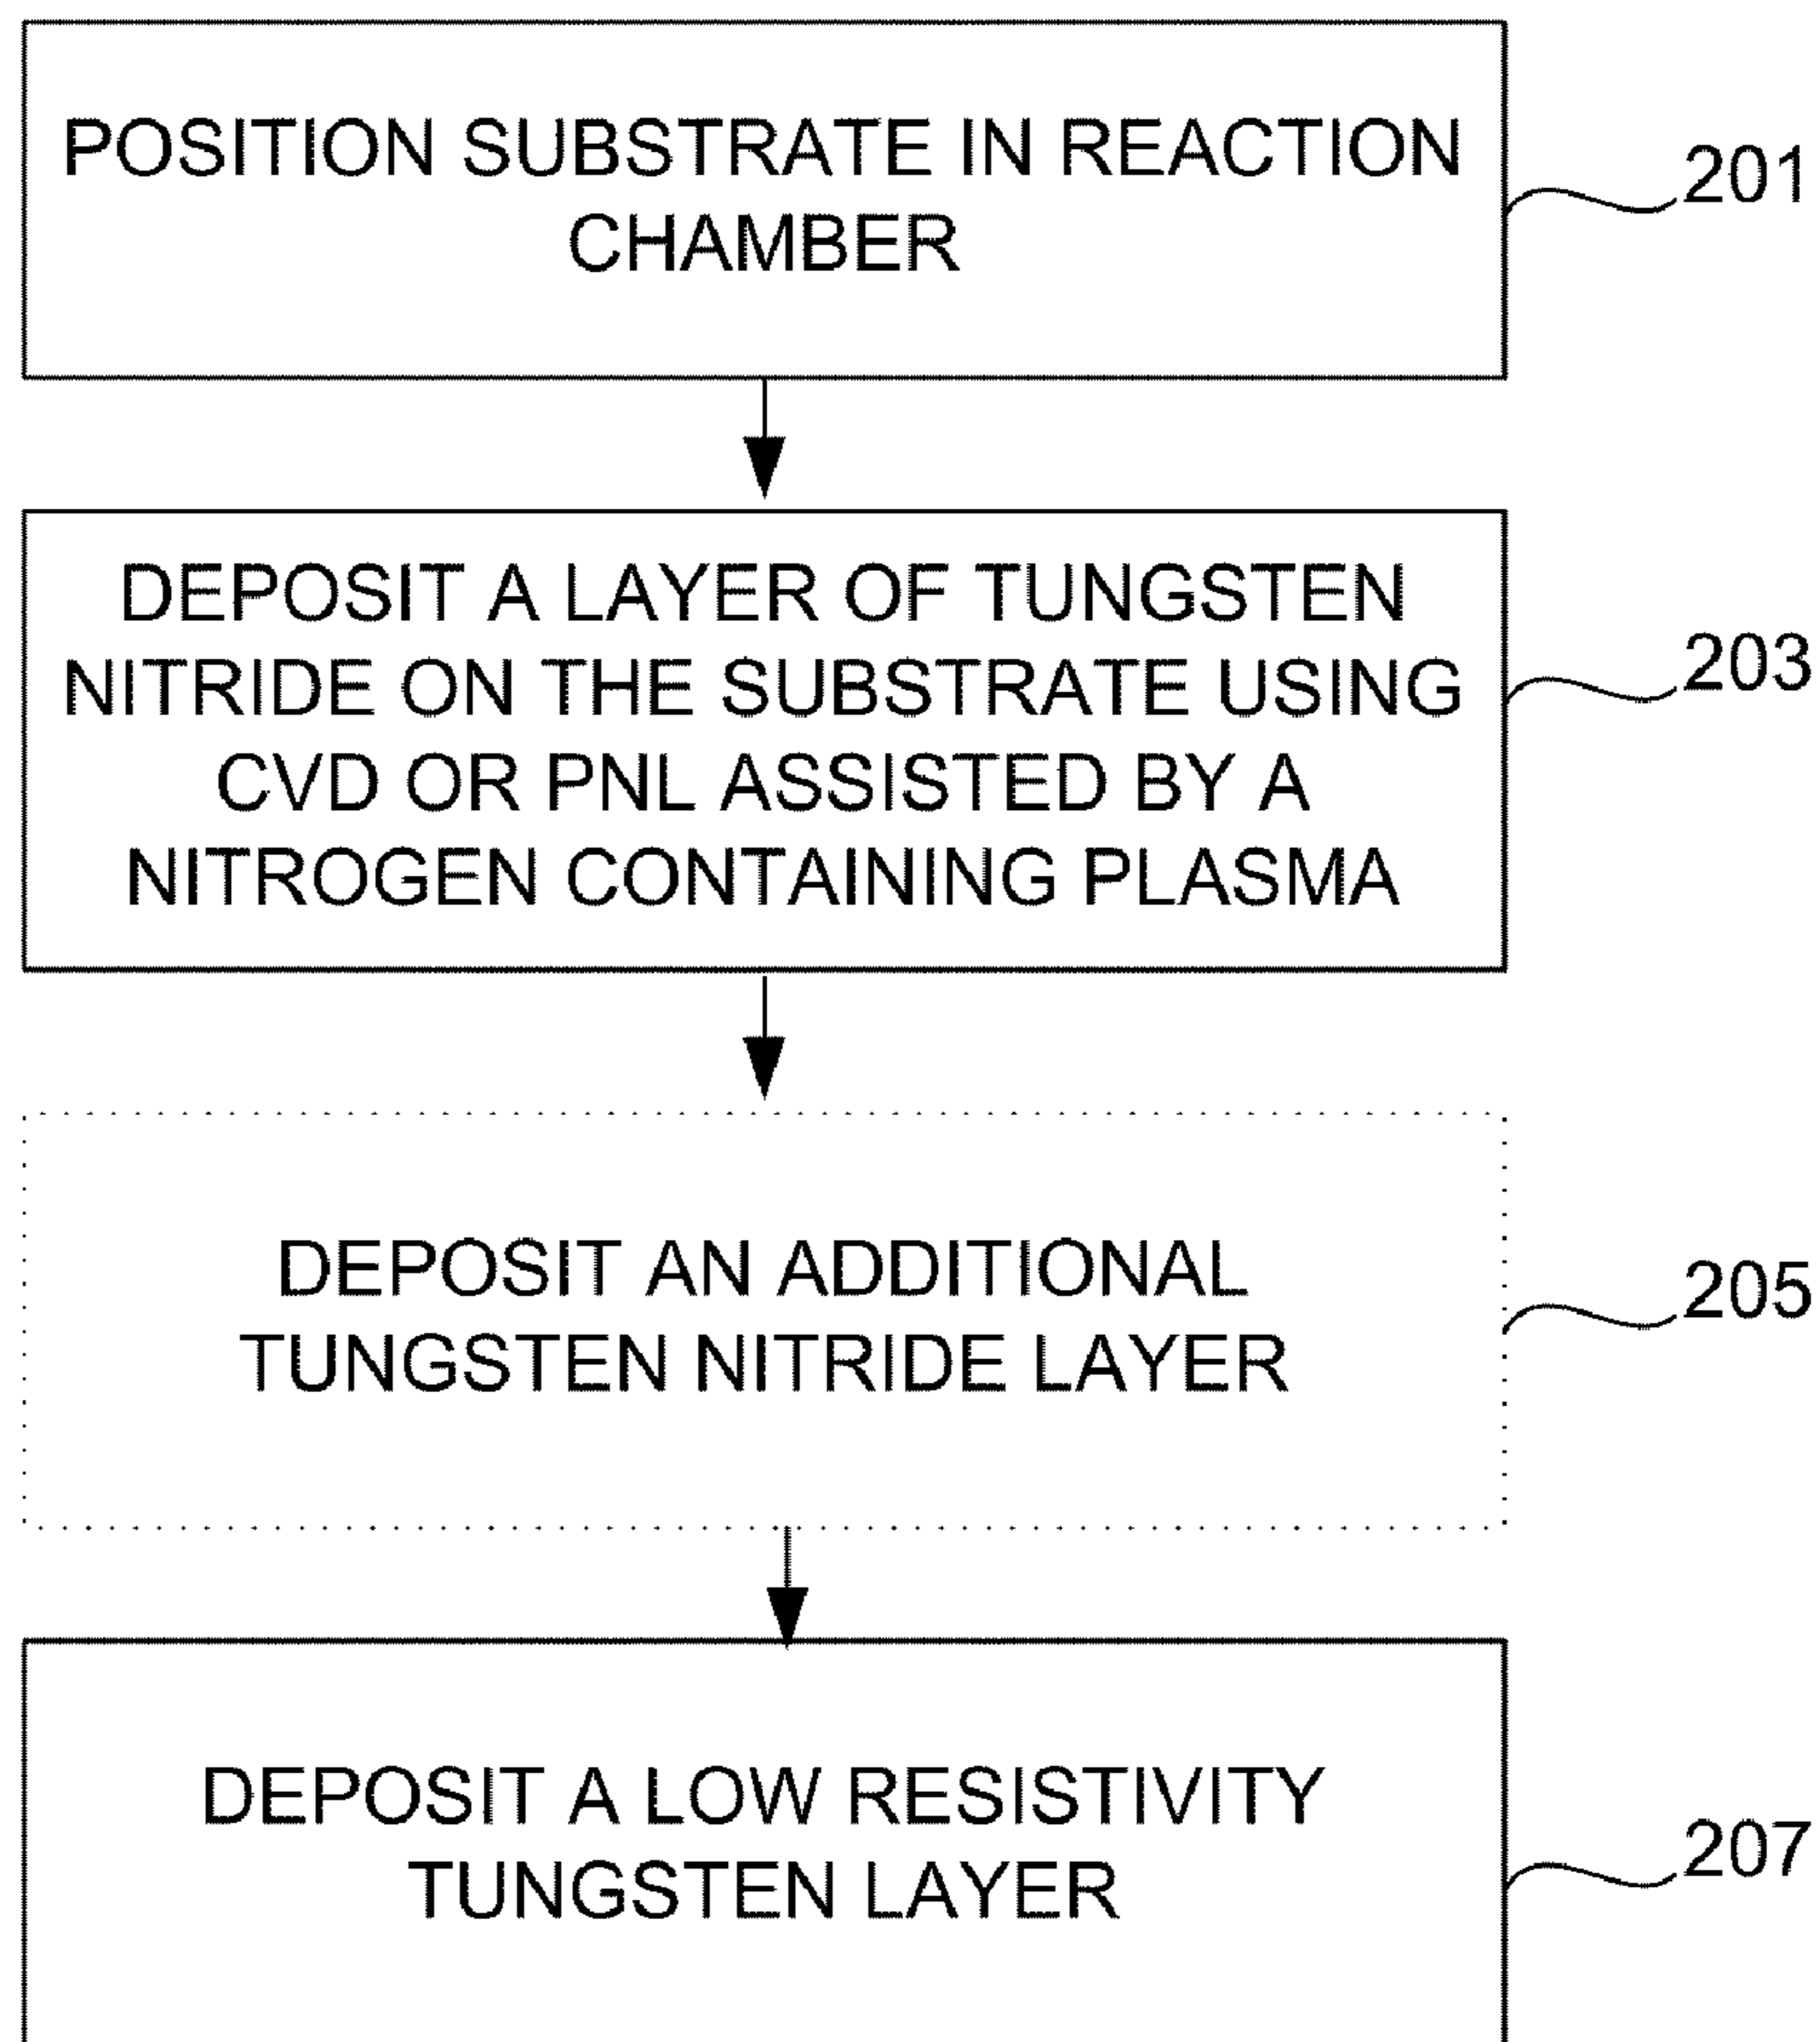 POSITION SUBSTRATE IN REACTION
CHAMBER
201
DEPOSIT A LAYER OF TUNGSTEN
NITRIDE ON THE SUBSTRATE USING
CVD OR PNL ASSISTED BY A
NITROGEN CONTAINING PLASMA
203
DEPOSIT AN ADDITIONAL
TUNGSTEN NITRIDE LAYER
205
DEPOSIT A LOW RESISTIVITY
TUNGSTEN LAYER
207